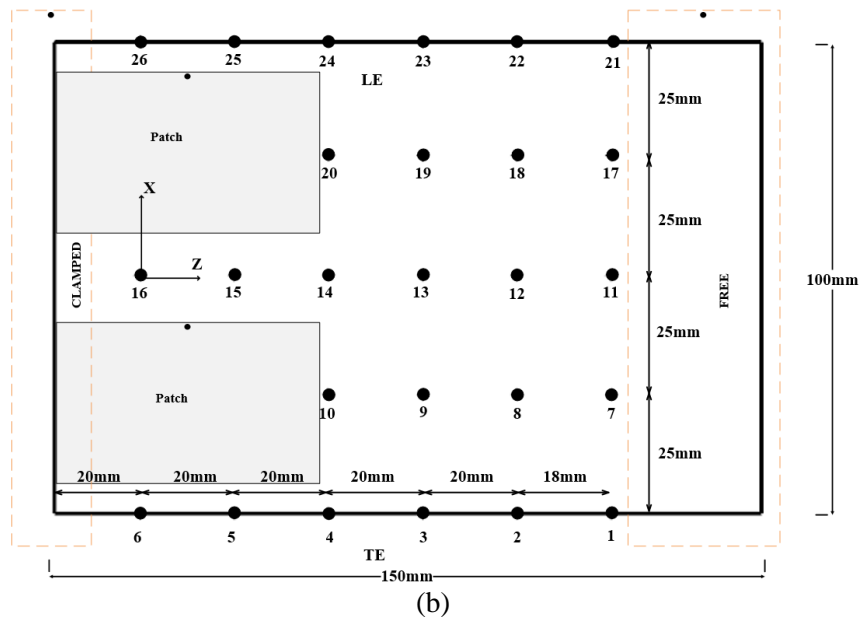 26 25 24 23 22 21
LE
25mm
Patch
20 19 18 17
X
25mm
Z
CLAMPED
16 15 14 13 12 11
FREE
100mm
25mm
Patch
10 9 8 7
25mm
20mm 20mm 20mm 20mm 20mm 18mm
6 5 4 3 2 1
TE
150mm
(b)